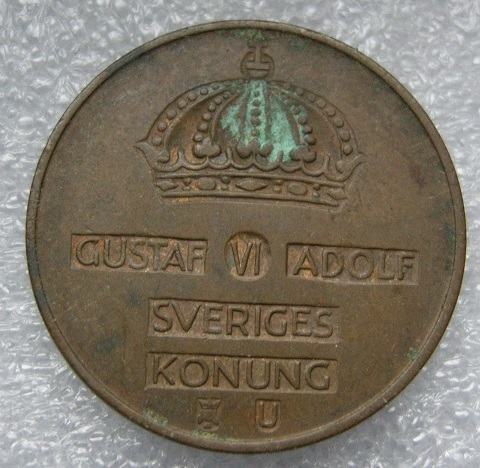 GUSTAF VI ADOLF
SVERIGES
KONUNG
U